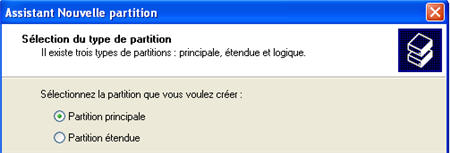 Assistant Nouvelle partition
Sélection du type de partition
Il existe trois types de partitions : principale, étendue et logique.
Sélectionnez la partition que vous voulez créer :
Partition principale
Partition étendue